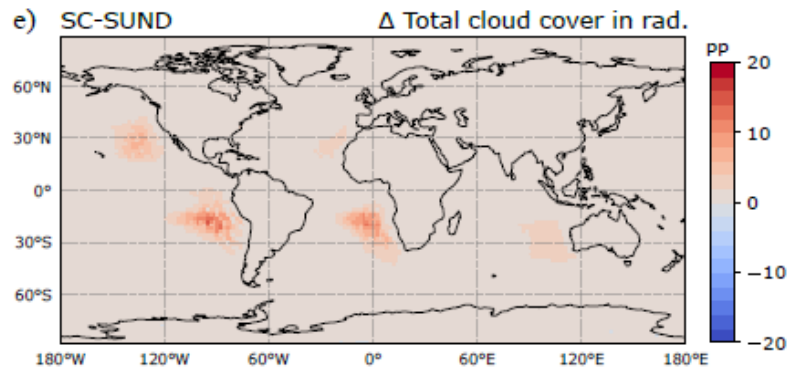 e) SC-SUND Δ Total cloud cover in rad.
PP
20
10
0
−10
−20
60°N
30°N
0°
30°S
60°S
180°W 120°W 60°W 0° 60°E 120°E 180°E